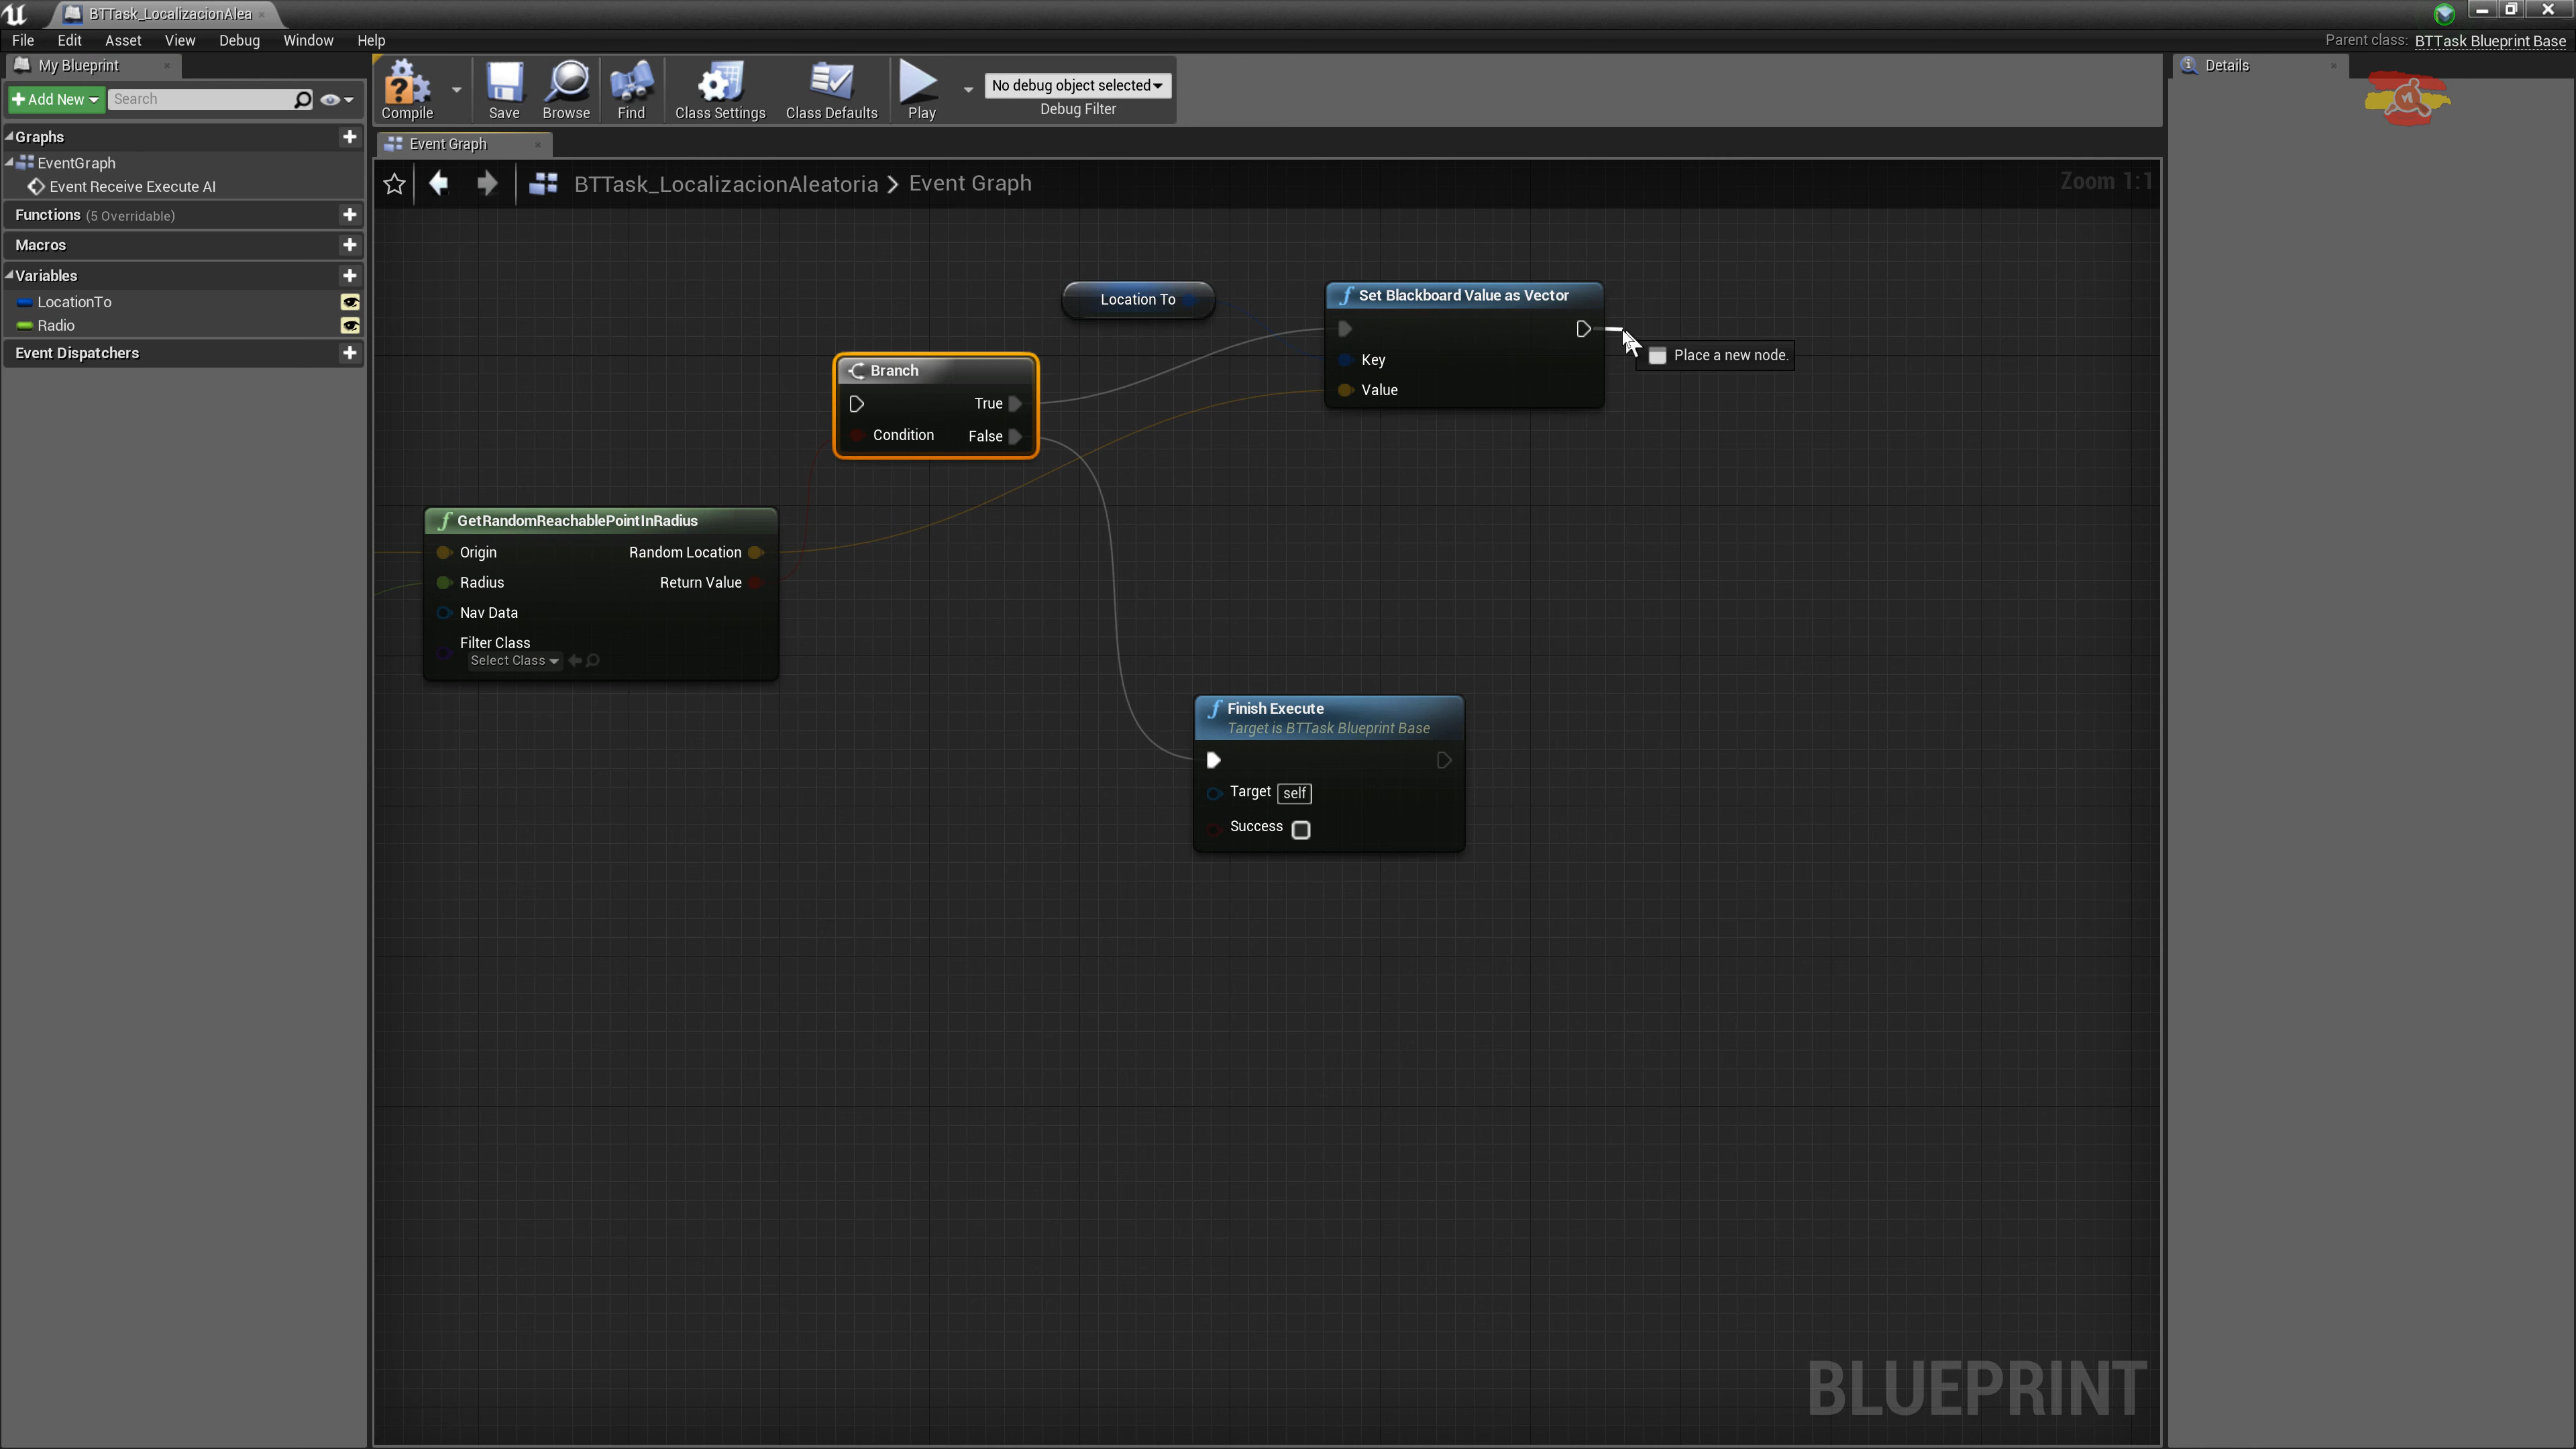 BTTask_LocalizacionAlea
File Edit Asset View Debug Window Help
Parent class: BTTask Blueprint Base
My Blueprint
Add New
Search
Graphs
EventGraph
Event Receive Execute AI
Functions (5 Overridable)
Macros
Variables
LocationTo
Radio
Event Dispatchers
Compile
Save
Browse
Find
Class Settings
Class Defaults
Play
No debug object selected
Debug Filter
Event Graph
BTTask_LocalizacionAleatoria > Event Graph
Zoom 1:1
Location To
Set Blackboard Value as Vector
Key
Value
Place a new node.
Branch
True
Condition False
GetRandomReachablePointInRadius
Origin Random Location
Radius Return Value
Nav Data
Filter Class
Select Class
Finish Execute
Target is BTTask Blueprint Base
Target self
Success
BLUEPRINT
Details